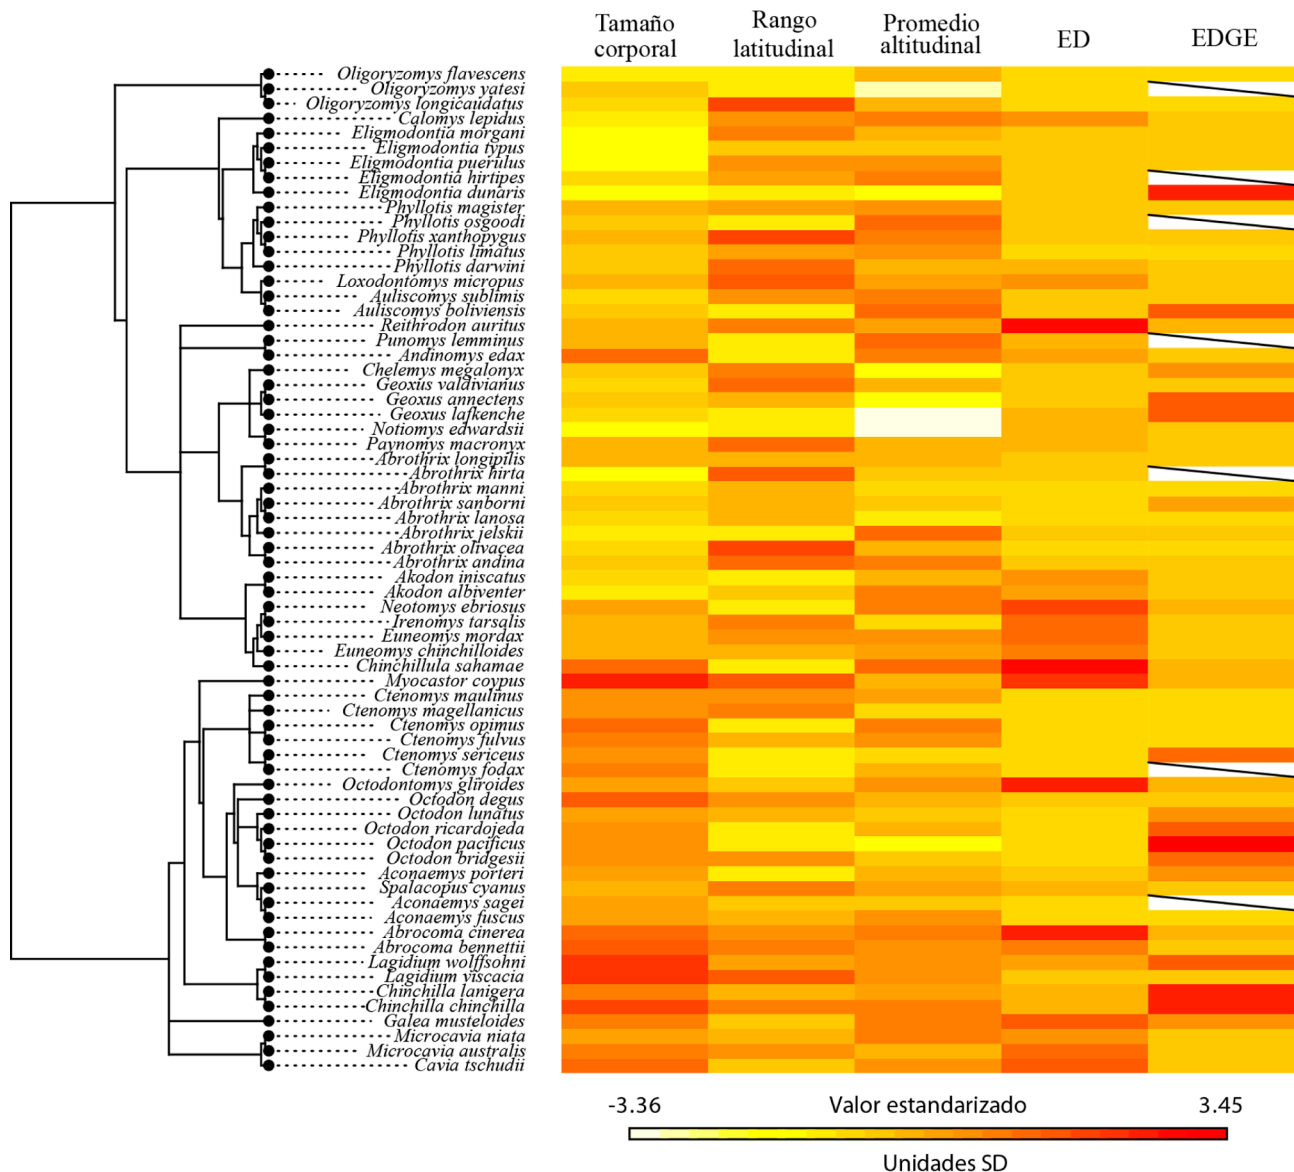 Tamaño corporal
Rango latitudinal
Promedio altitudinal
ED
EDGE
Oligoryzomys flavescens
Oligoryzomys yatesi
Oligoryzomys longicaudatus
Calomys lepidus
Eligmodontia morgani
Eligmodontia typus
Eligmodontia puerulus
Eligmodontia hirtipes
Eligmodontia dunaris
Phyllotis magister
Phyllotis osgoodi
Phyllotis xanthopygus
Phyllotis limatus
Phyllotis darwini
Loxodontomys micropus
Auliscomys sublimis
Auliscomys boliviensis
Reithrodon auritus
Punomys lemminus
Andinomys edax
Chelemys megalonyx
Geoxus valdivianus
Geoxus annectens
Geoxus lafkenche
Notiomys edwardsii
Paynomys macronyx
Abrothrix longipilis
Abrothrix hirta
Abrothrix manni
Abrothrix sanborni
Abrothrix lanosa
Abrothrix jelskii
Abrothrix olivacea
Abrothrix andina
Akodon iniscatus
Akodon albiventer
Neotomys ebriosus
Irenomys tarsalis
Euneomys mordax
Euneomys chinchilloides
Chinchillula sahamae
Myocastor coypus
Ctenomys maulinus
Ctenomys magellanicus
Ctenomys opimus
Ctenomys fulvus
Ctenomys sericeus
Ctenomys fodax
Octodontomys gliroides
Octodon degus
Octodon lunatus
Octodon ricardojeda
Octodon pacificus
Octodon bridgesii
Aconaemys porteri
Spalacopus cyanus
Aconaemys sagei
Aconaemys fuscus
Abrocoma cinerea
Abrocoma bennettii
Lagidium wolffsohni
Lagidium viscacia
Chinchilla lanigera
Chinchilla chinchilla
Galea musteloides
Microcavia niata
Microcavia australis
Cavia tschudii
-3.36 Valor estandarizado 3.45
Unidades SD